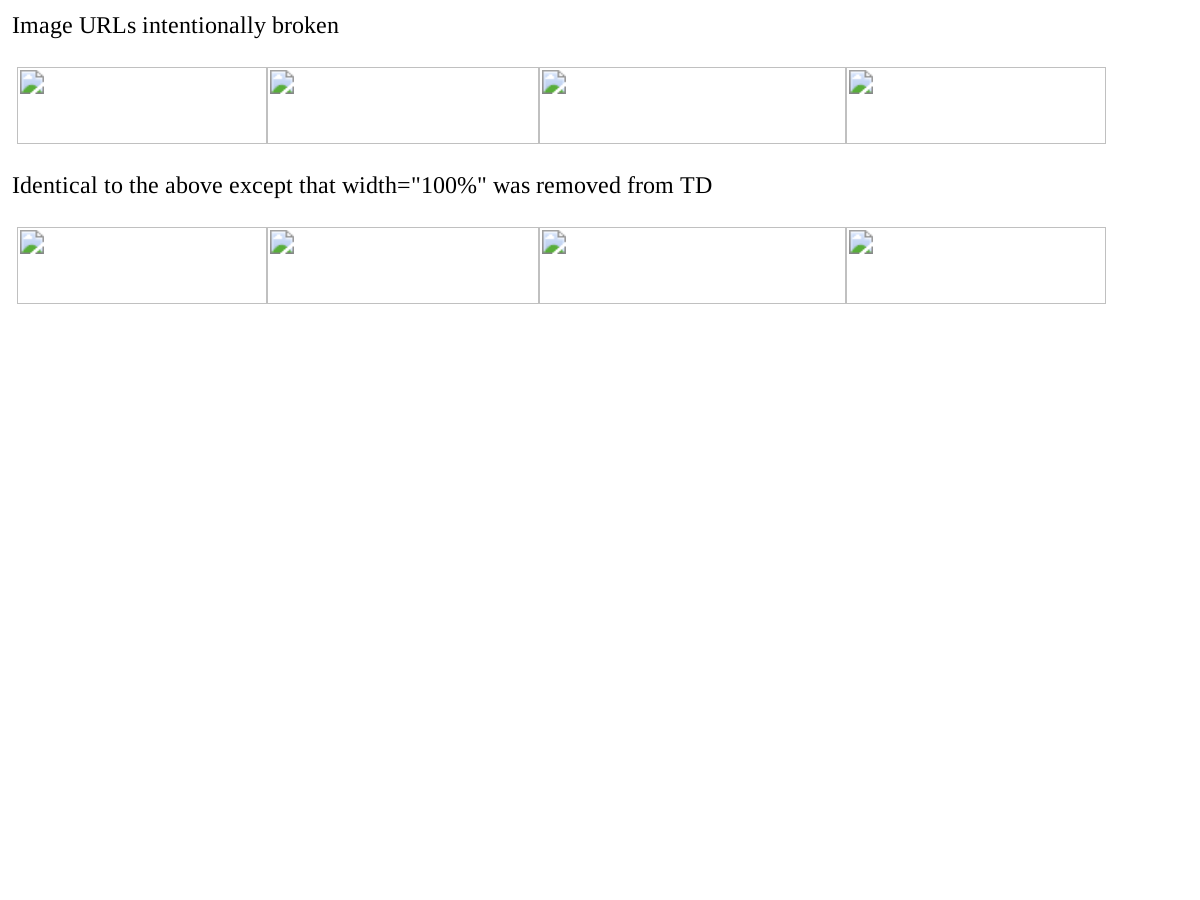 Image URLs intentionally broken
Identical to the above except that width="100%" was removed from TD